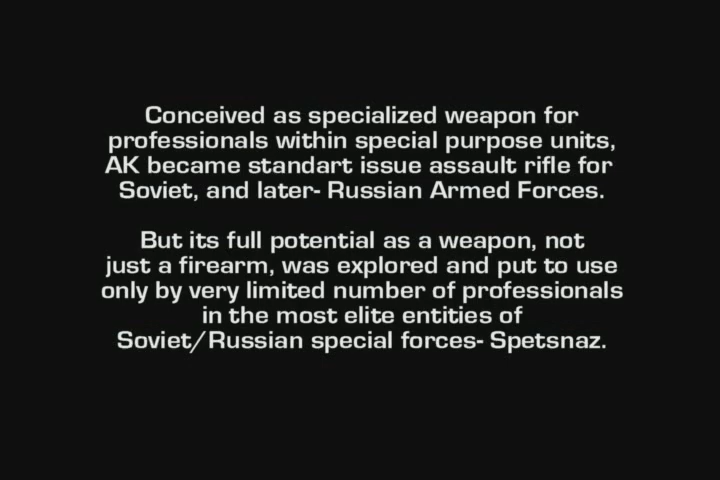 Conceived as specialized weapon for
professionals within special purpose units,
AK became standart issue assault rifle for
Soviet, and later- Russian Armed Forces.
But its full potential as a weapon, not
just a firearm, was explored and put to use
only by very limited number of professionals
in the most elite entities of
Soviet/Russian special forces- Spetsnaz.